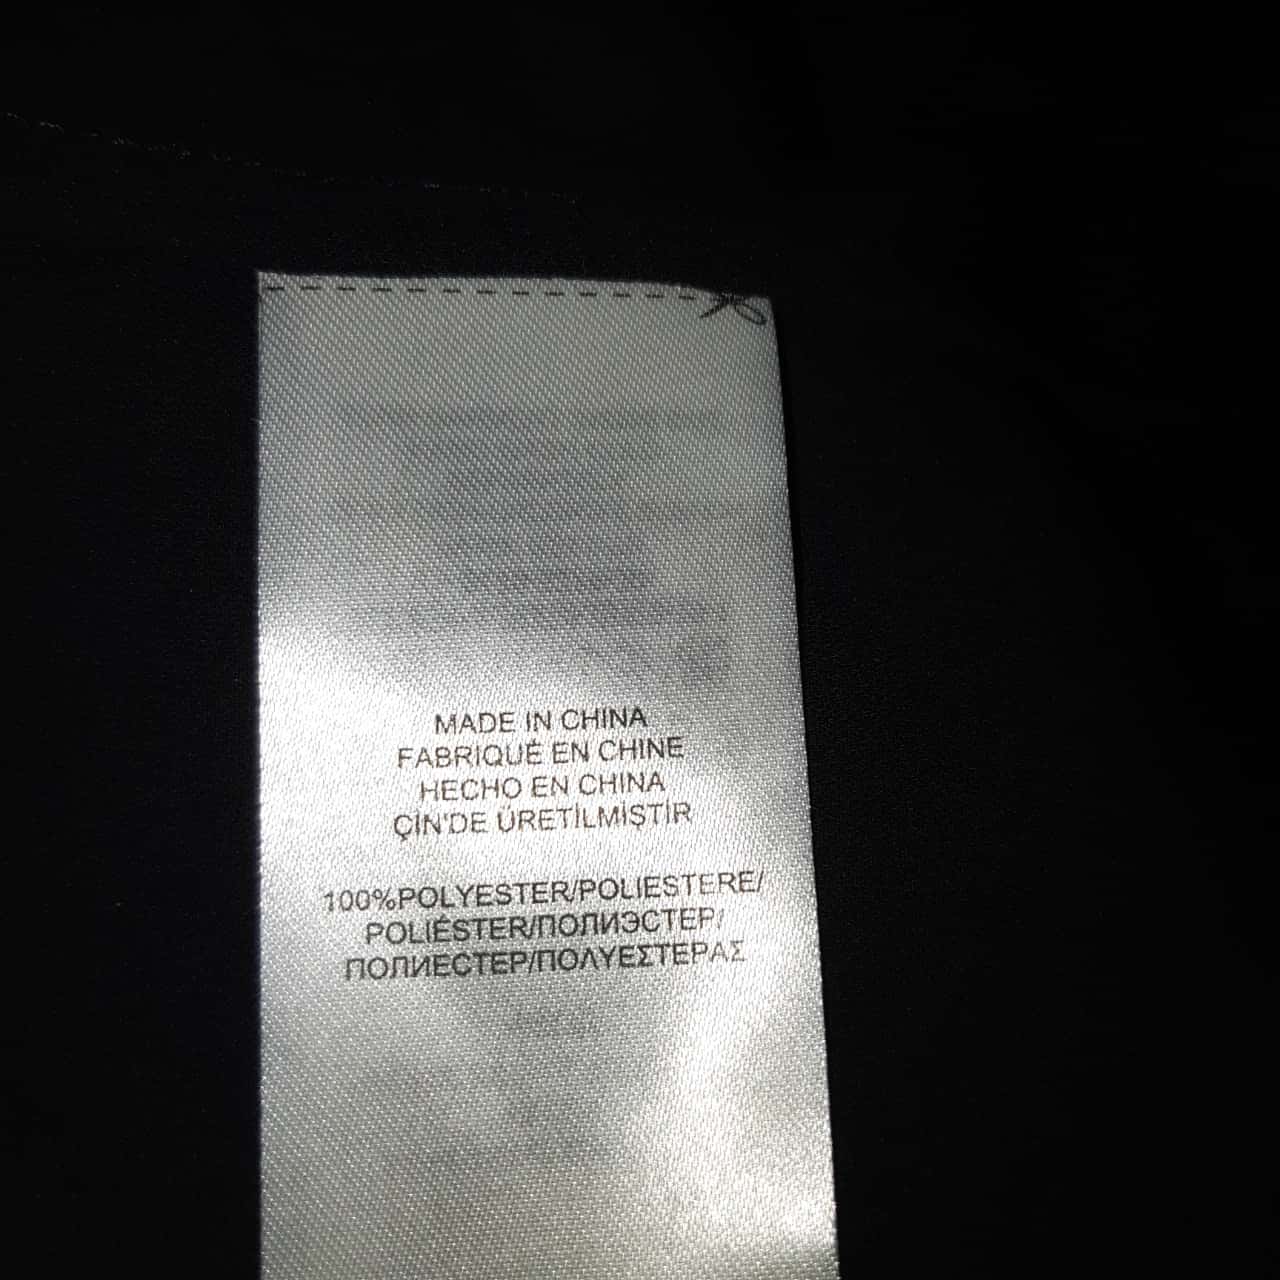 MADE IN CHINA
FABRIQUÉ EN CHINE
HECHO EN CHINA
ÇİN'DE ÜRETİLMİŞTİR
100%POLYESTER/POLIESTERE/
POLIÉSTER/ПОЛИЭСТЕР/
ПОЛИЕСТЕР/ΠΟΛΥΕΣΤΕΡΑΣ